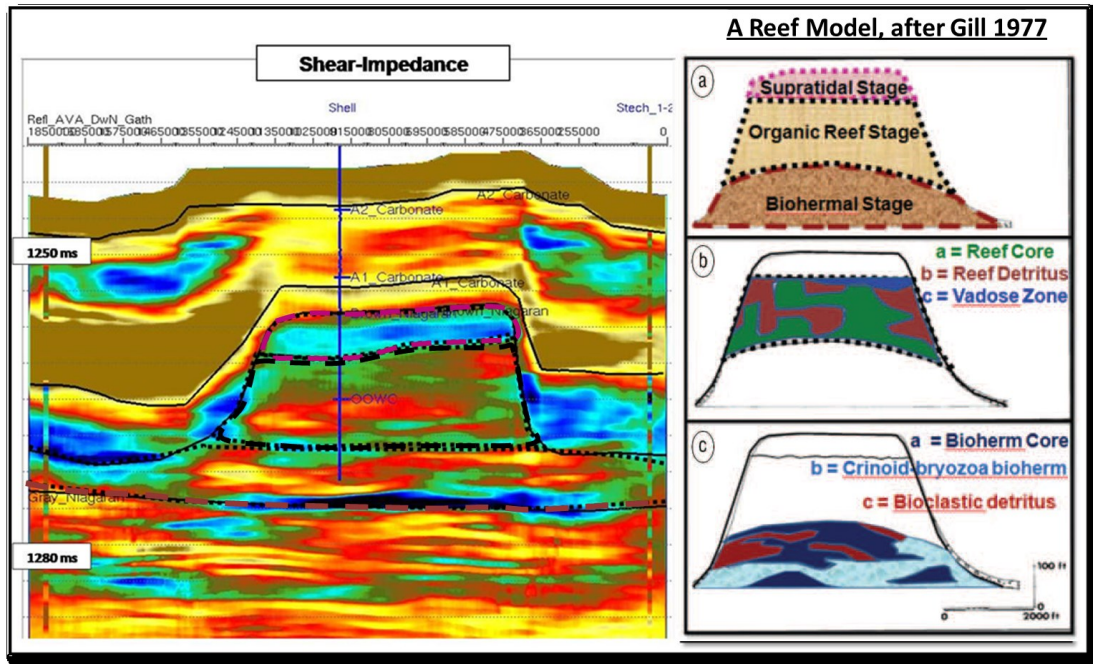 A Reef Model, after Gill 1977
Shear-Impedance
Shell
Stech_1-2
Refl_AVA_DwN_Gath
A2_Carbonate
A2_Carbonate
1250 ms
A1_Carbonate
A1_Carbonate
Niagaran
OOWC
Gray_Niagaran
1280 ms
a
Supratidal Stage
Organic Reef Stage
Biohermal Stage
b
a = Reef Core
b = Reef Detritus
c = Vadose Zone
c
a = Bioherm Core
b = Crinoid-bryozoa bioherm
c = Bioclastic detritus
100 ft
0
0
2000 ft